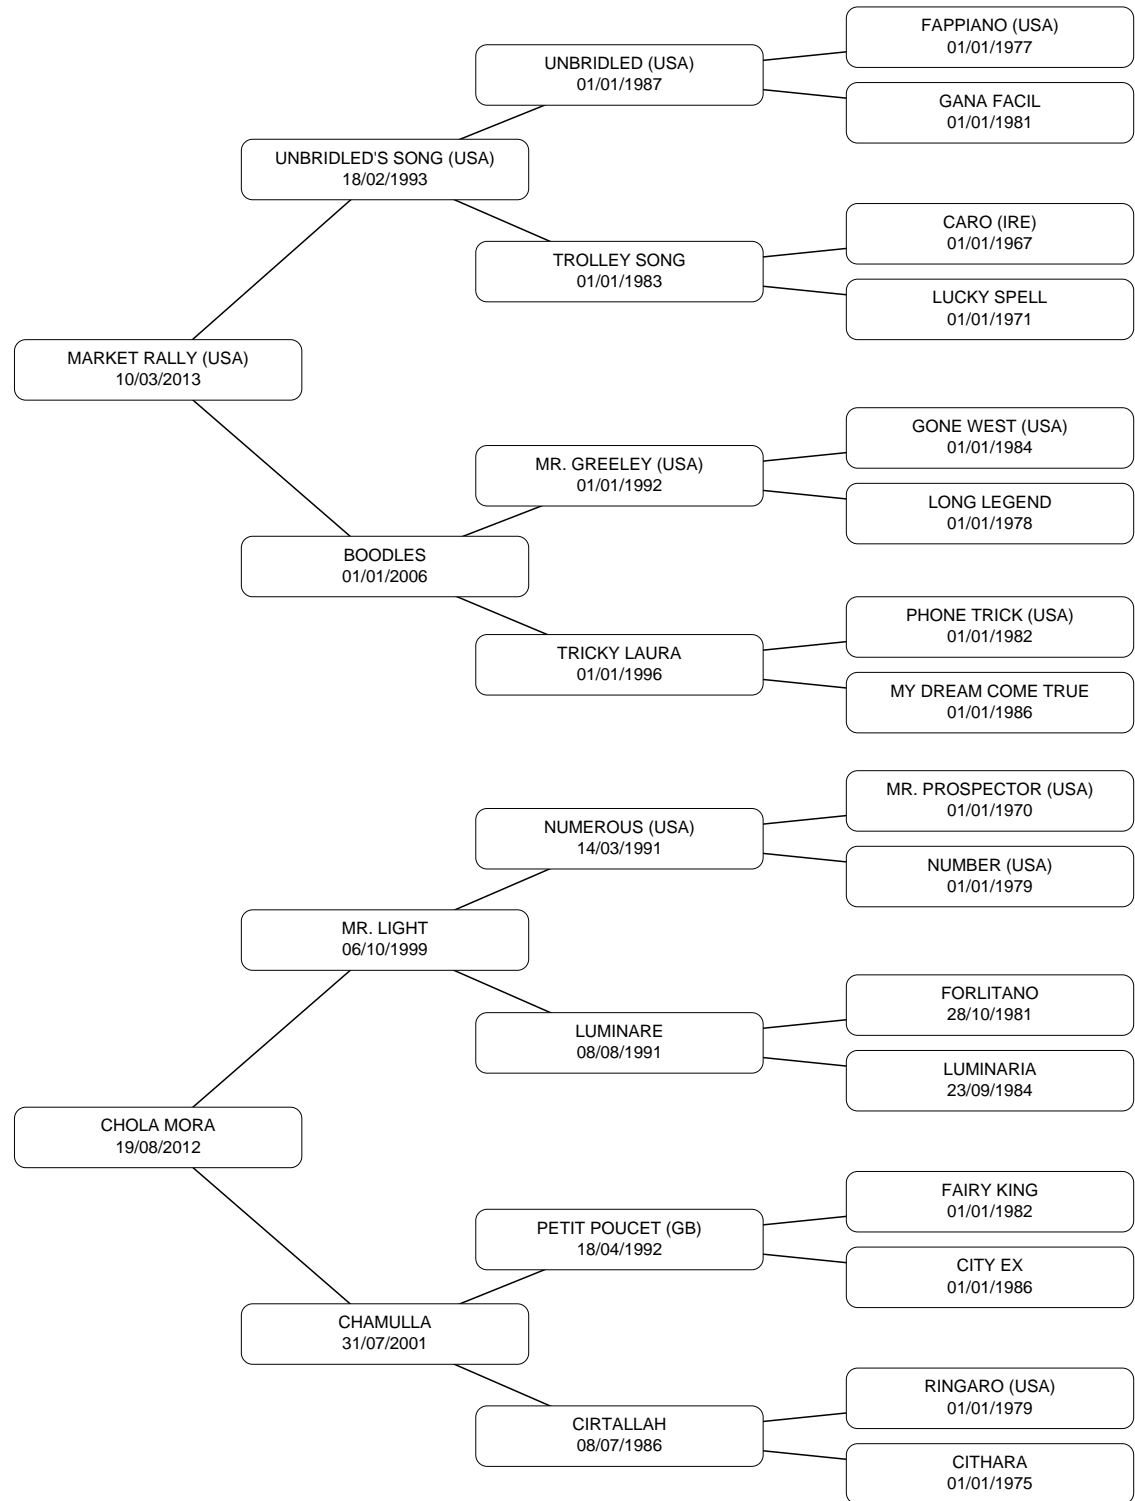 FAPPIANO (USA)
01/01/1977
UNBRIDLED (USA)
01/01/1987
GANA FACIL
01/01/1981
UNBRIDLED'S SONG (USA)
18/02/1993
CARO (IRE)
01/01/1967
TROLLEY SONG
01/01/1983
LUCKY SPELL
01/01/1971
MARKET RALLY (USA)
10/03/2013
GONE WEST (USA)
01/01/1984
MR. GREELEY (USA)
01/01/1992
LONG LEGEND
01/01/1978
BOODLES
01/01/2006
PHONE TRICK (USA)
01/01/1982
TRICKY LAURA
01/01/1996
MY DREAM COME TRUE
01/01/1986
MR. PROSPECTOR (USA)
01/01/1970
NUMEROUS (USA)
14/03/1991
NUMBER (USA)
01/01/1979
MR. LIGHT
06/10/1999
FORLITANO
28/10/1981
LUMINARE
08/08/1991
LUMINARIA
23/09/1984
CHOLA MORA
19/08/2012
FAIRY KING
01/01/1982
PETIT POUCET (GB)
18/04/1992
CITY EX
01/01/1986
CHAMULLA
31/07/2001
RINGARO (USA)
01/01/1979
CIRTALLAH
08/07/1986
CITHARA
01/01/1975